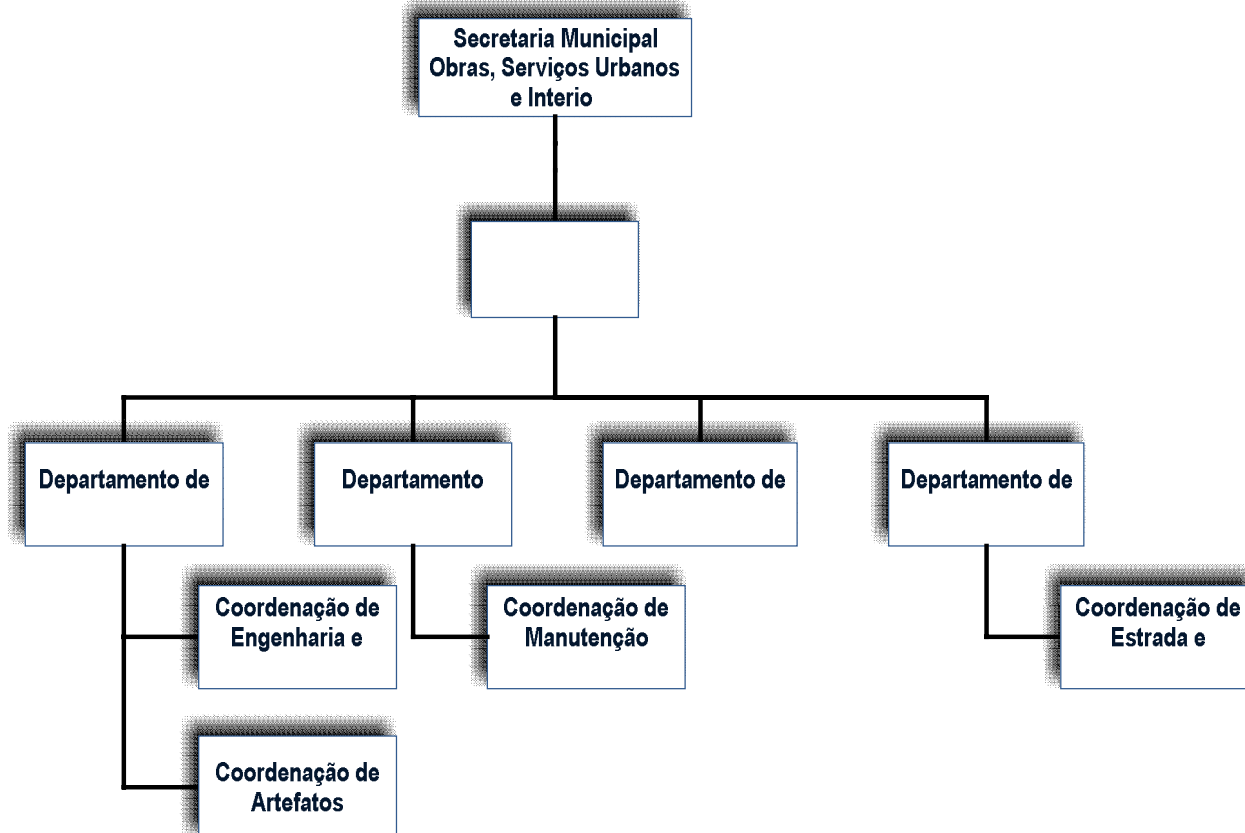 Secretaria Municipal
Obras, Serviços Urbanos
e Interio
Departamento de
Departamento
Departamento de
Departamento de
Coordenação de
Engenharia e
Coordenação de
Manutenção
Coordenação de
Estrada e
Coordenação de
Artefatos